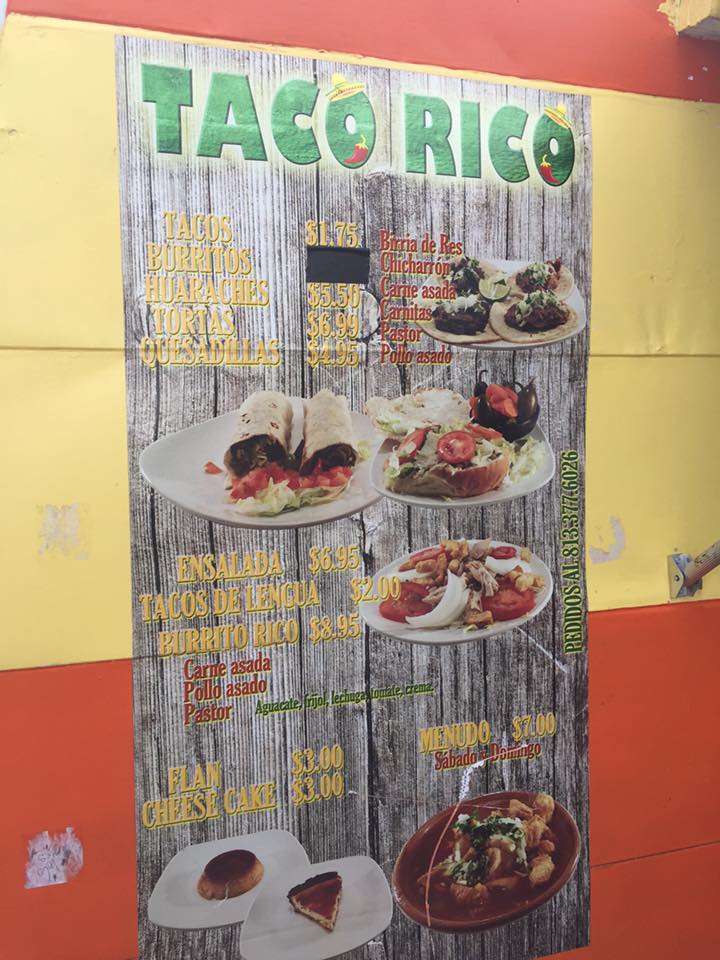 TACO RICO
TACOS $1.75
BURRITOS
HUARACHES $5.50
TORTAS $6.99
QUESADILLAS $4.95
Birria de Res
Chicharrón
Carne asada
Carnitas
Pastor
Pollo asado
ENSALADA $6.95
TACOS DE LENGUA $2.00
BURRITO RICO $8.95
Carne asada
Pollo asado
Pastor
Aguacate, frijol, lechuga, tomate, crema.
PEDIDOS AL 813.377.6026
MENUDO $7.00
Sábado y Domingo
FLAN $3.00
CHEESE CAKE $3.00